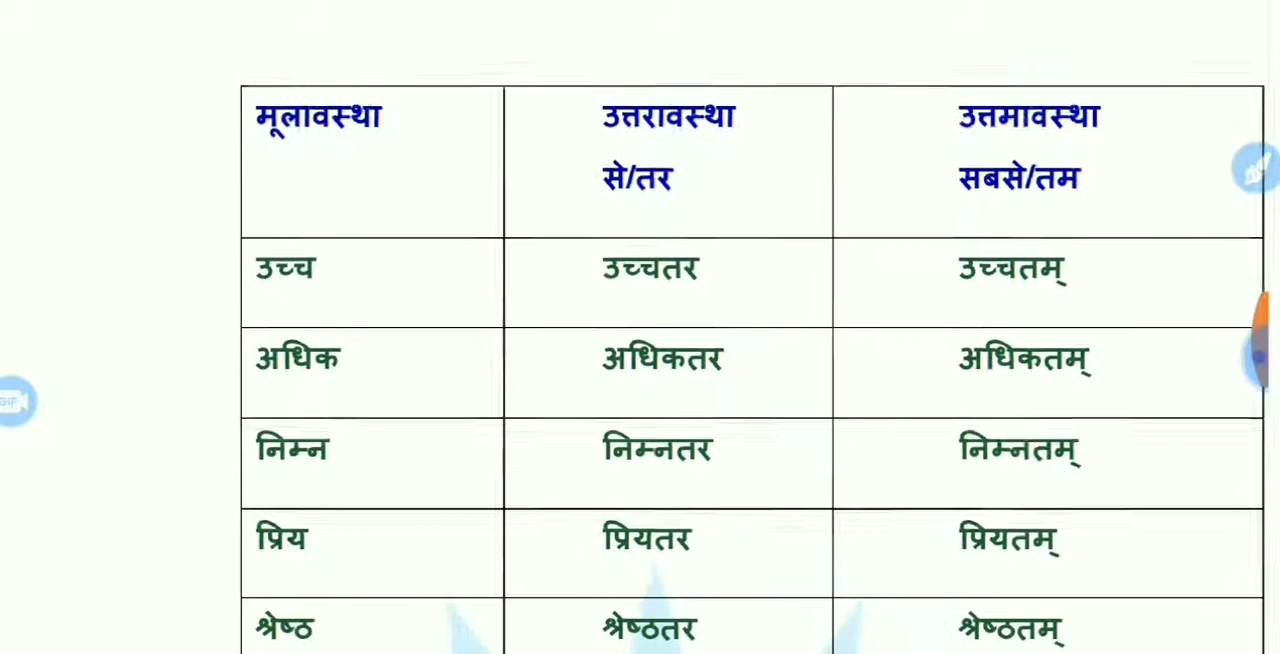 मूलावस्था उत्तरावस्था उत्तमावस्था
से/तर सबसे/तम
उच्च उच्चतर उच्चतम्
अधिक अधिकतर अधिकतम्
निम्न निम्नतर निम्नतम्
प्रिय प्रियतर प्रियतम्
श्रेष्ठ श्रेष्ठतर श्रेष्ठतम्
GIF